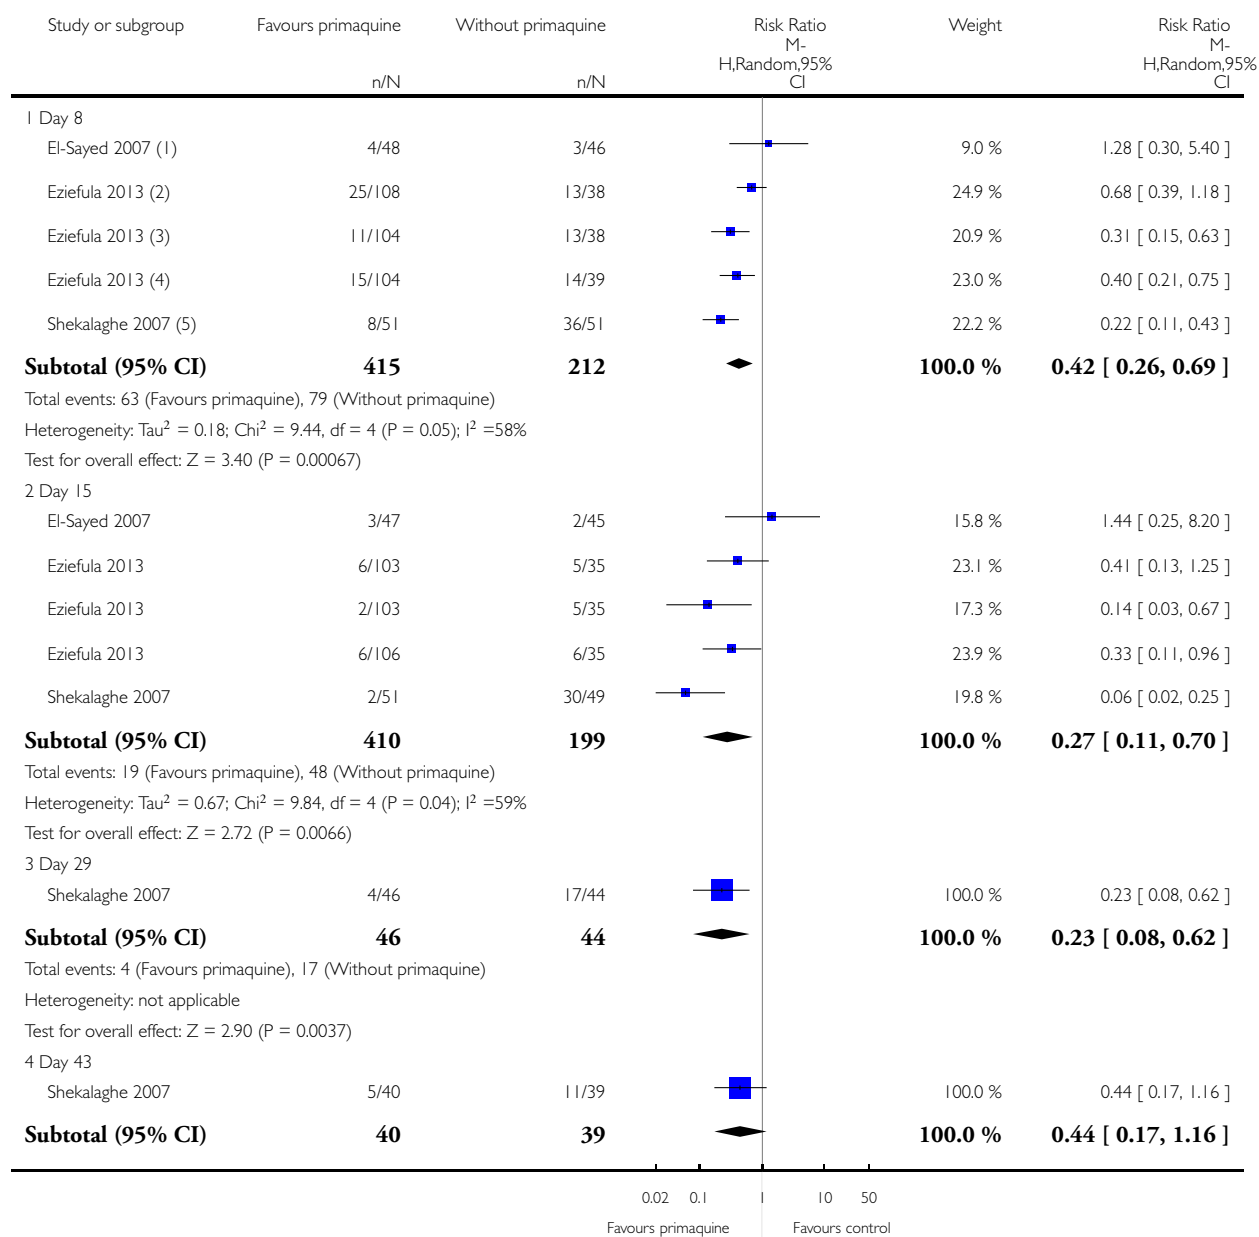 Study or subgroup Favours primaquine Without primaquine Risk Ratio Weight Risk Ratio
M- M-
H,Random,95% H,Random,95%
n/N n/N CI CI
1 Day 8
El-Sayed 2007 (1) 4/48 3/46 9.0 % 1.28 [ 0.30, 5.40 ]
Eziefula 2013 (2) 25/108 13/38 24.9 % 0.68 [ 0.39, 1.18 ]
Eziefula 2013 (3) 11/104 13/38 20.9 % 0.31 [ 0.15, 0.63 ]
Eziefula 2013 (4) 15/104 14/39 23.0 % 0.40 [ 0.21, 0.75 ]
Shekalaghe 2007 (5) 8/51 36/51 22.2 % 0.22 [ 0.11, 0.43 ]
Subtotal (95% CI) 415 212 100.0 % 0.42 [ 0.26, 0.69 ]
Total events: 63 (Favours primaquine), 79 (Without primaquine)
Heterogeneity: Tau² = 0.18; Chi² = 9.44, df = 4 (P = 0.05); I² =58%
Test for overall effect: Z = 3.40 (P = 0.00067)
2 Day 15
El-Sayed 2007 3/47 2/45 15.8 % 1.44 [ 0.25, 8.20 ]
Eziefula 2013 6/103 5/35 23.1 % 0.41 [ 0.13, 1.25 ]
Eziefula 2013 2/103 5/35 17.3 % 0.14 [ 0.03, 0.67 ]
Eziefula 2013 6/106 6/35 23.9 % 0.33 [ 0.11, 0.96 ]
Shekalaghe 2007 2/51 30/49 19.8 % 0.06 [ 0.02, 0.25 ]
Subtotal (95% CI) 410 199 100.0 % 0.27 [ 0.11, 0.70 ]
Total events: 19 (Favours primaquine), 48 (Without primaquine)
Heterogeneity: Tau² = 0.67; Chi² = 9.84, df = 4 (P = 0.04); I² =59%
Test for overall effect: Z = 2.72 (P = 0.0066)
3 Day 29
Shekalaghe 2007 4/46 17/44 100.0 % 0.23 [ 0.08, 0.62 ]
Subtotal (95% CI) 46 44 100.0 % 0.23 [ 0.08, 0.62 ]
Total events: 4 (Favours primaquine), 17 (Without primaquine)
Heterogeneity: not applicable
Test for overall effect: Z = 2.90 (P = 0.0037)
4 Day 43
Shekalaghe 2007 5/40 11/39 100.0 % 0.44 [ 0.17, 1.16 ]
Subtotal (95% CI) 40 39 100.0 % 0.44 [ 0.17, 1.16 ]
0.02 0.1 1 10 50
Favours primaquine Favours control